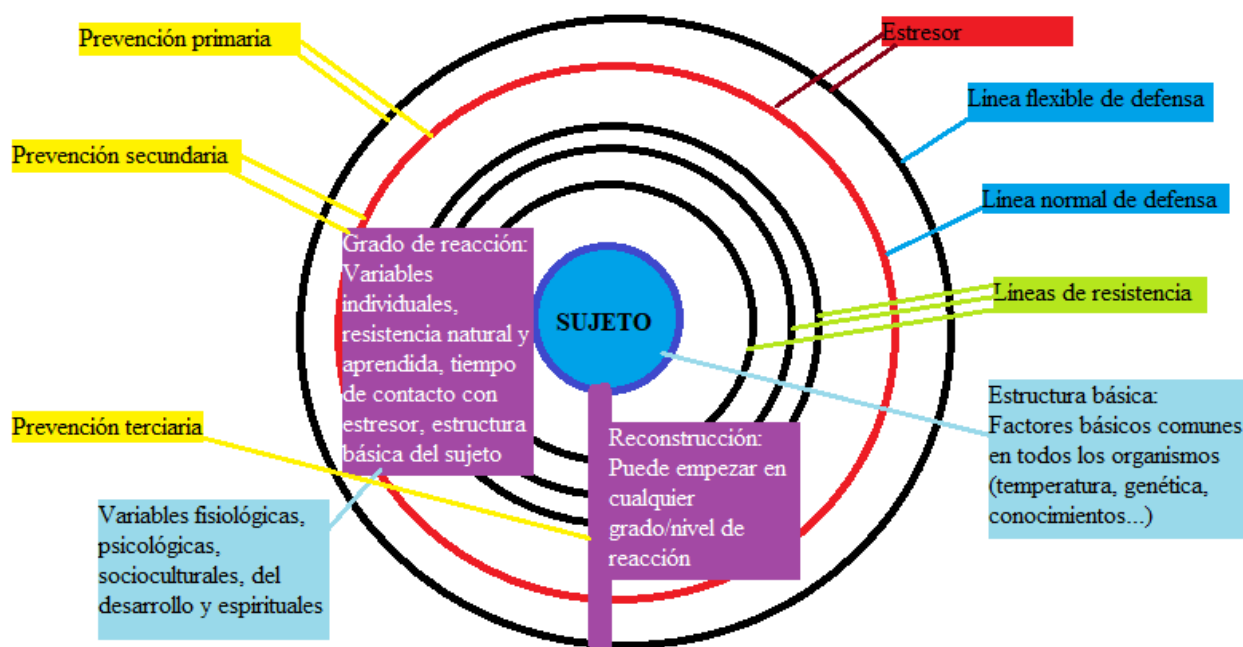 Prevención primaria
Estresor
Línea flexible de defensa
Prevención secundaria
Línea normal de defensa
Grado de reacción:
Variables
individuales,
resistencia natural y
aprendida, tiempo
de contacto con
estresor, estructura
básica del sujeto
SUJETO
Líneas de resistencia
Prevención terciaria
Reconstrucción:
Puede empezar en
cualquier
grado/nivel de
reacción
Estructura básica:
Factores básicos comunes
en todos los organismos
(temperatura, genética,
conocimientos...)
Variables fisiológicas,
psicológicas,
socioculturales, del
desarrollo y espirituales